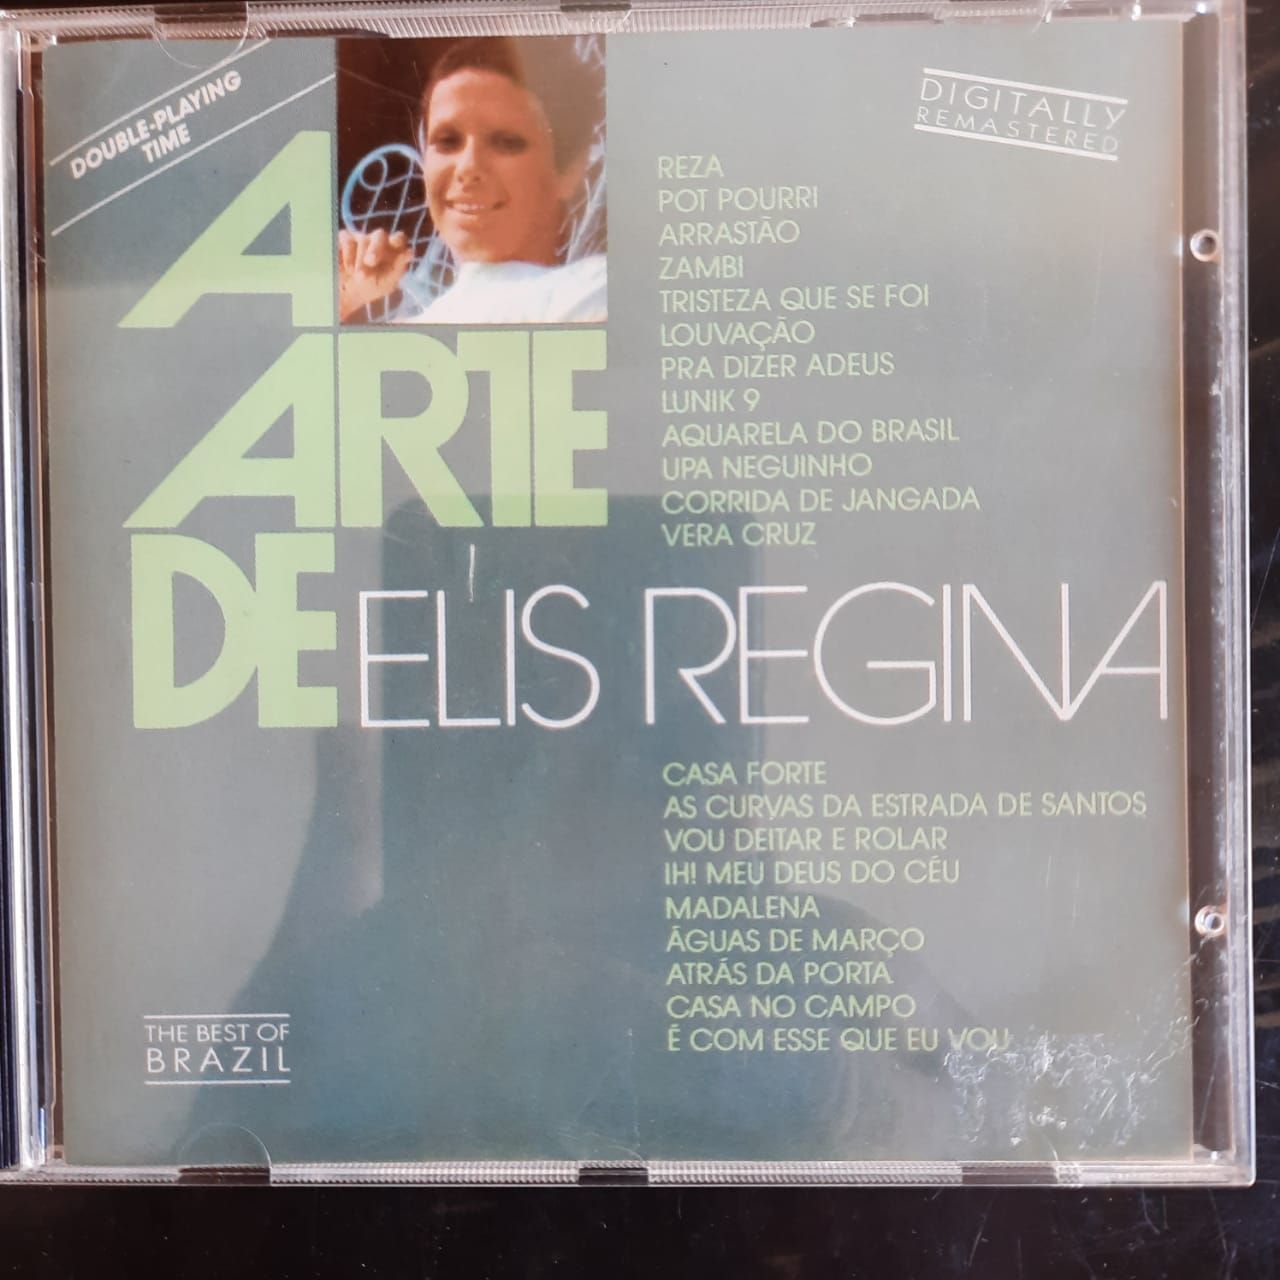 DOUBLE-PLAYING
TIME
DIGITALLY
REMASTERED
A
ARTE
DE ELIS REGINA
REZA
POT POURRI
ARRASTÃO
ZAMBI
TRISTEZA QUE SE FOI
LOUVAÇÃO
PRA DIZER ADEUS
LUNIK 9
AQUARELA DO BRASIL
UPA NEGUINHO
CORRIDA DE JANGADA
VERA CRUZ
CASA FORTE
AS CURVAS DA ESTRADA DE SANTOS
VOU DEITAR E ROLAR
IH! MEU DEUS DO CÉU
MADALENA
ÁGUAS DE MARÇO
ATRÁS DA PORTA
CASA NO CAMPO
É COM ESSE QUE EU VOU
THE BEST OF
BRAZIL